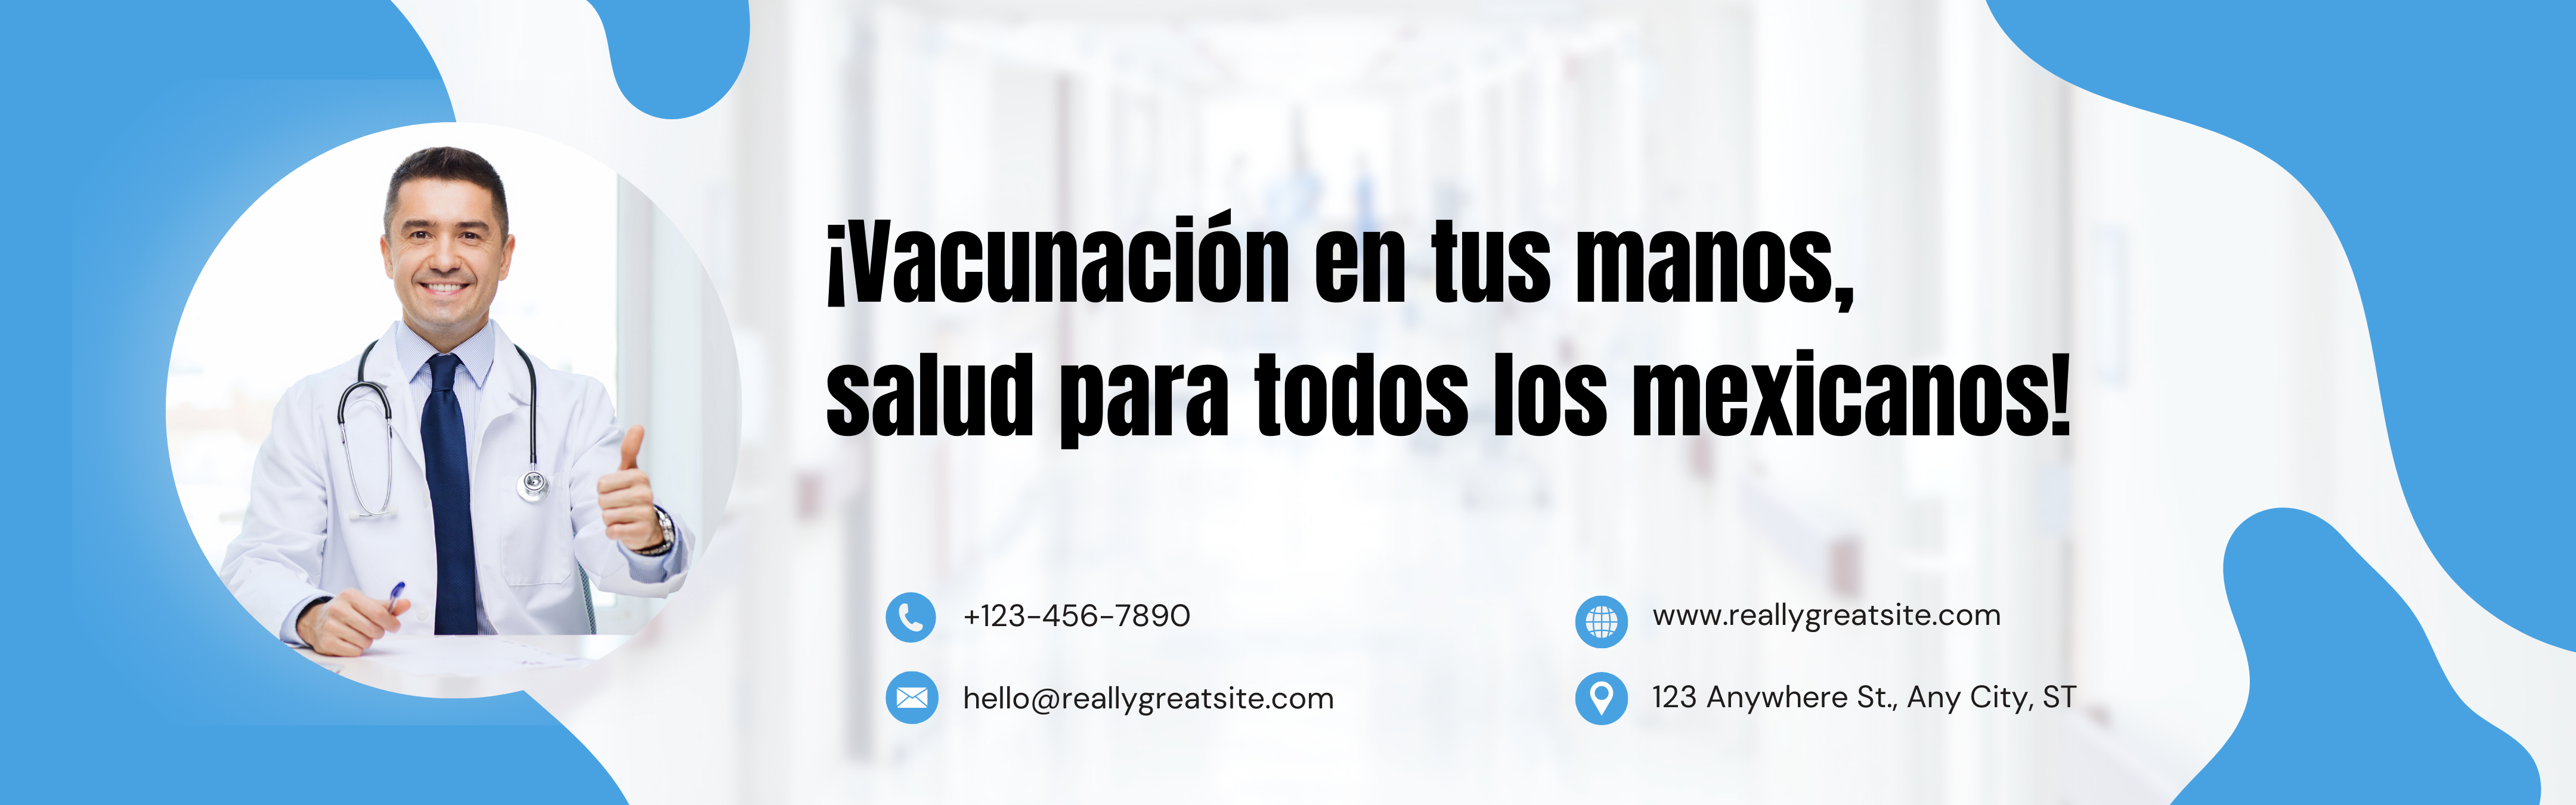 ¡Vacunación en tus manos,
salud para todos los mexicanos!
+123-456-7890
www.reallygreatsite.com
hello@reallygreatsite.com
123 Anywhere St., Any City, ST